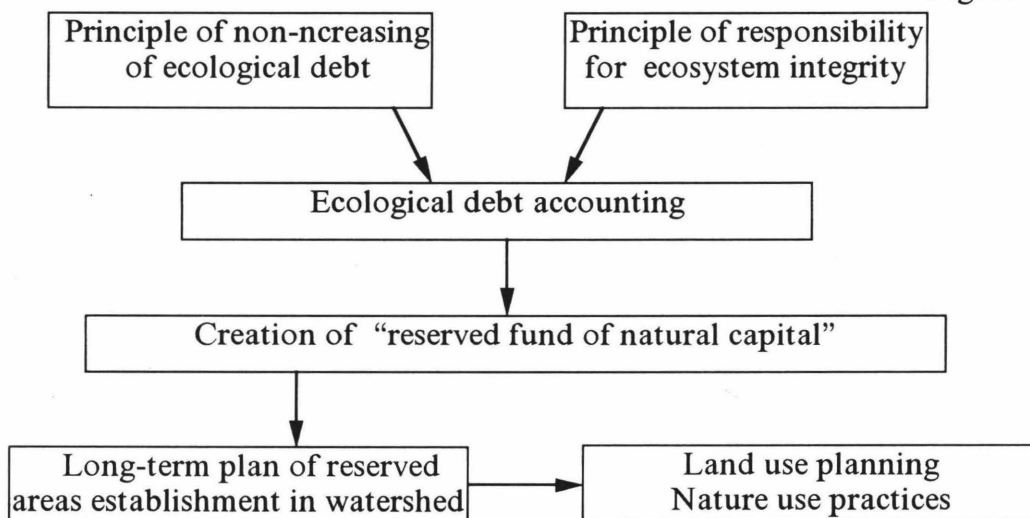 Principle of non-ncreasing
of ecological debt
Principle of responsibility
for ecosystem integrity
Ecological debt accounting
Creation of “reserved fund of natural capital”
Long-term plan of reserved
areas establishment in watershed
Land use planning
Nature use practices